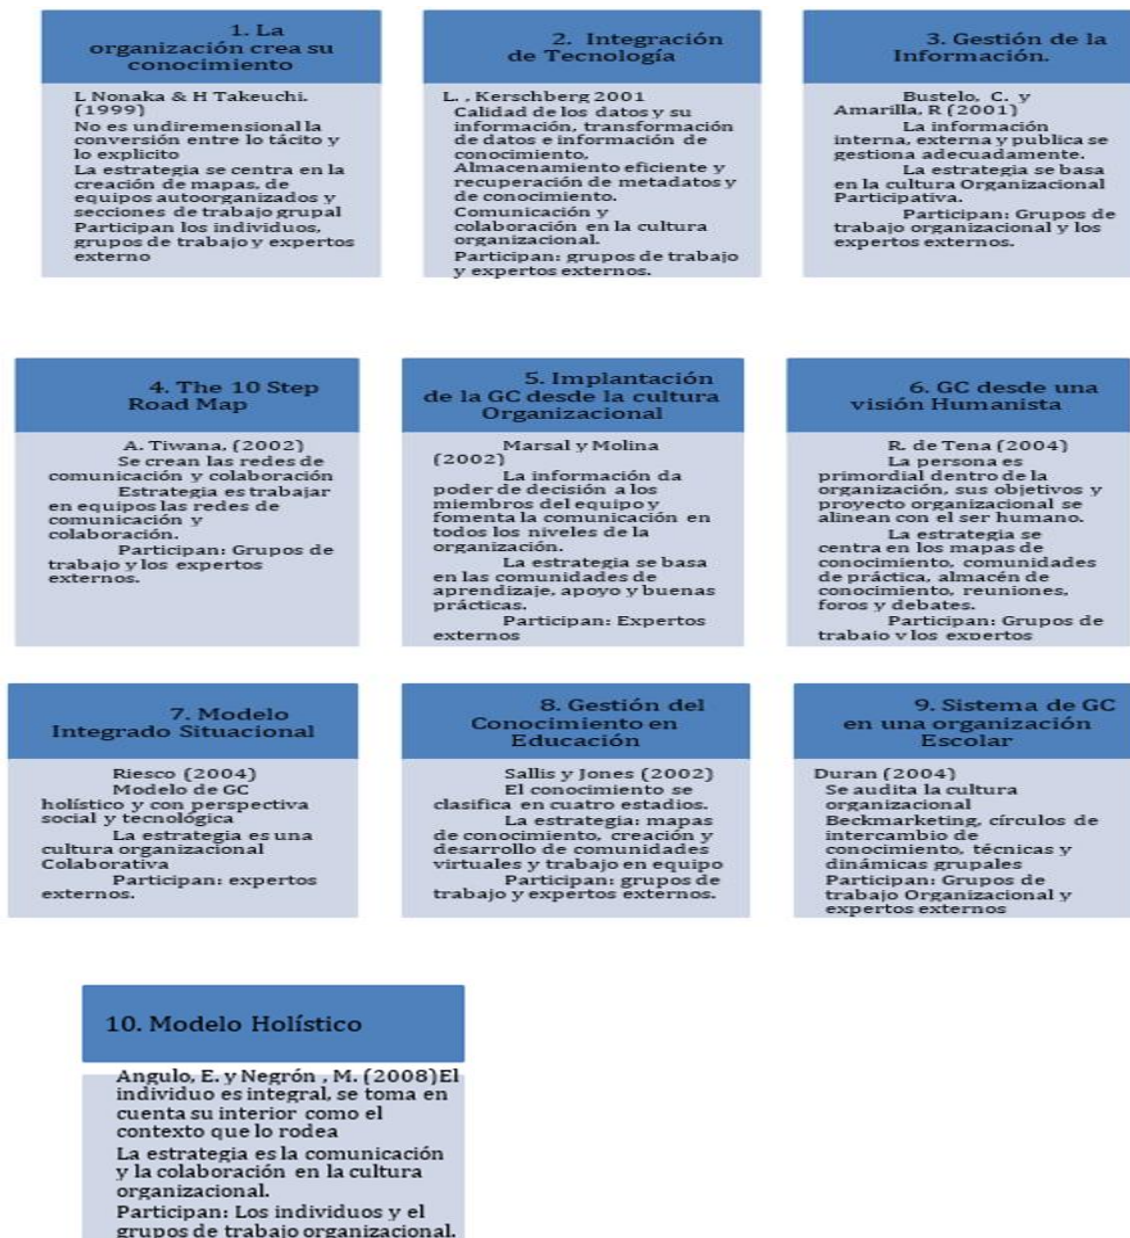 1. La
organización crea su
conocimiento
L Nonaka & H Takeuchi.
(1999)
No es undiremensional la
conversión entre lo tácito y
lo explicito
La estrategia se centra en la
creación de mapas, de
equipos autoorganizados y
secciones de trabajo grupal
Participan los individuos,
grupos de trabajo y expertos
externo
2. Integración
de Tecnología
L. , Kerschberg 2001
Calidad de los datos y su
información, transformación
de datos e información de
conocimiento,
Almacenamiento eficiente y
recuperación de metadatos y
de conocimiento.
Comunicación y
colaboración en la cultura
organizacional.
Participan: grupos de trabajo
y expertos externos.
3. Gestión de la
Información.
Bustelo, C. y
Amarilla, R (2001)
La información
interna, externa y publica se
gestiona adecuadamente.
La estrategia se basa
en la cultura Organizacional
Participativa.
Participan: Grupos de
trabajo organizacional y los
expertos externos.
4. The 10 Step
Road Map
A. Tiwana, (2002)
Se crean las redes de
comunicación y colaboración
Estrategia es trabajar
en equipos las redes de
comunicación y
colaboración.
Participan: Grupos de
trabajo y los expertos
externos.
5. Implantación
de la GC desde la cultura
Organizacional
Marsal y Molina
(2002)
La información da
poder de decisión a los
miembros del equipo y
fomenta la comunicación en
todos los niveles de la
organización.
La estrategia se basa
en las comunidades de
aprendizaje, apoyo y buenas
prácticas.
Participan: Expertos
externos
6. GC desde una
visión Humanista
R. de Tena (2004)
La persona es
primordial dentro de la
organización, sus objetivos y
proyecto organizacional se
alinean con el ser humano.
La estrategia se
centra en los mapas de
conocimiento, comunidades
de práctica, almacén de
conocimiento, reuniones,
foros y debates.
Participan: Grupos de
trabajo y los expertos
7. Modelo
Integrado Situacional
Riesco (2004)
Modelo de GC
holístico y con perspectiva
social y tecnológica
La estrategia es una
cultura organizacional
Colaborativa
Participan: expertos
externos.
8. Gestión del
Conocimiento en
Educación
Sallis y Jones (2002)
El conocimiento se
clasifica en cuatro estadios.
La estrategia: mapas
de conocimiento, creación y
desarrollo de comunidades
virtuales y trabajo en equipo
Participan: grupos de
trabajo y expertos externos.
9. Sistema de GC
en una organización
Escolar
Duran (2004)
Se audita la cultura
organizacional
Beckmarketing, círculos de
intercambio de
conocimiento, técnicas y
dinámicas grupales
Participan: Grupos de
trabajo Organizacional y
expertos externos
10. Modelo Holístico
Angulo, E. y Negrón , M. (2008)El
individuo es integral, se toma en
cuenta su interior como el
contexto que lo rodea
La estrategia es la comunicación
y la colaboración en la cultura
organizacional.
Participan: Los individuos y el
grupos de trabajo organizacional.